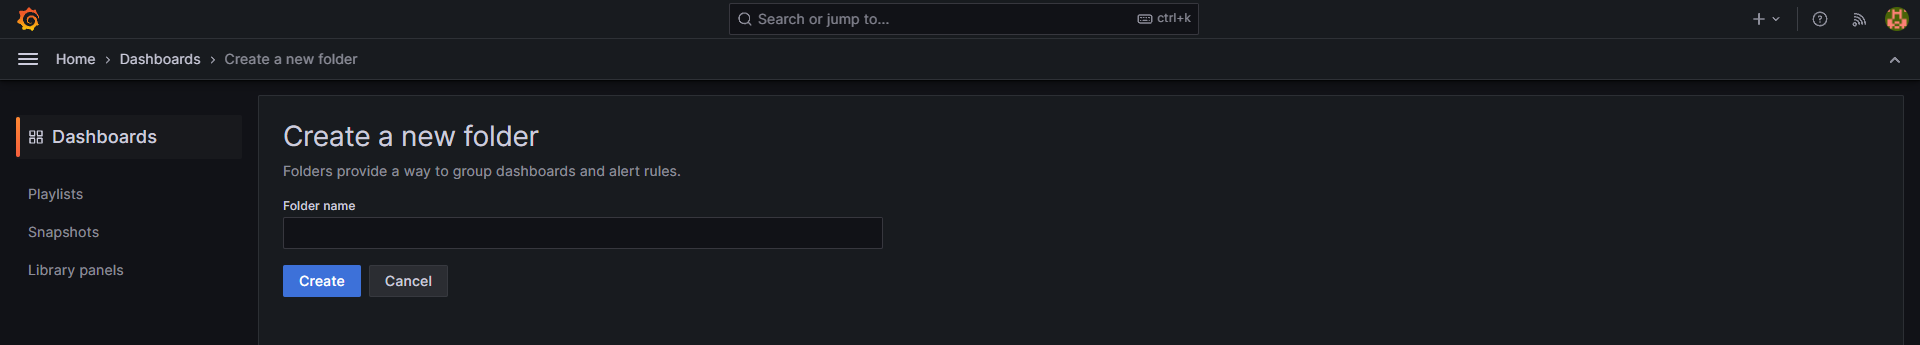 Search or jump to... ctrl+k
Home › Dashboards › Create a new folder
Dashboards
Playlists
Snapshots
Library panels
Create a new folder
Folders provide a way to group dashboards and alert rules.
Folder name
Create Cancel